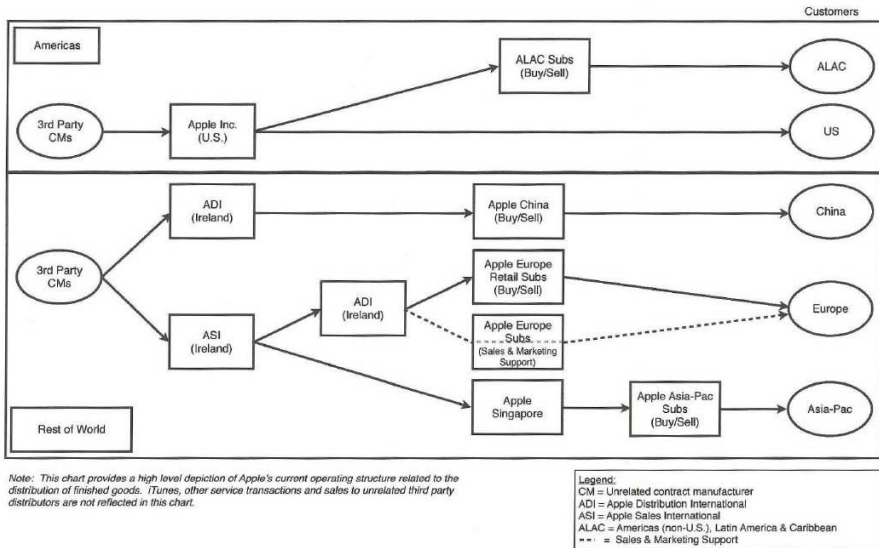 Customers
Americas
ALAC Subs
(Buy/Sell)
ALAC
3rd Party
CMs
Apple Inc.
(U.S.)
US
ADI
(Ireland)
Apple China
(Buy/Sell)
China
3rd Party
CMs
Apple Europe
Retail Subs
(Buy/Sell)
ADI
(Ireland)
Europe
ASI
(Ireland)
Apple Europe
Subs
(Sales & Marketing
Support)
Apple
Singapore
Apple Asia-Pac
Subs
(Buy/Sell)
Asia-Pac
Rest of World
Note: This chart provides a high level depiction of Apple's current operating structure related to the
distribution of finished goods. iTunes, other service transactions and sales to unrelated third party
distributors are not reflected in this chart.
Legend:
CM = Unrelated contract manufacturer
ADI = Apple Distribution International
ASI = Apple Sales International
ALAC = Americas (non-U.S.), Latin America & Caribbean
--- = Sales & Marketing Support